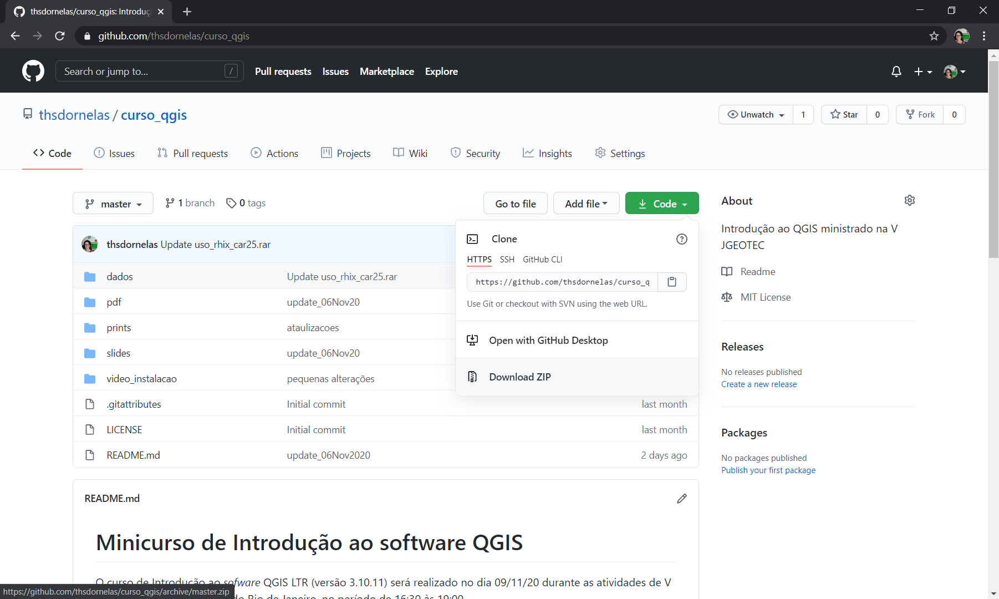 thsdornelas/curso_qgis: Introduç
github.com/thsdornelas/curso_qgis
Search or jump to... /
Pull requests Issues Marketplace Explore
thsdornelas / curso_qgis
Unwatch 1 Star 0 Fork 0
Code Issues Pull requests Actions Projects Wiki Security Insights Settings
master 1 branch 0 tags
Go to file Add file Code
thsdornelas Update uso_rhix_car25.rar
dados Update uso_rhix_car25.rar
pdf update_06Nov20
prints ataulizacoes
slides update_06Nov20
video_instalacao pequenas alterações
.gitattributes Initial commit last month
LICENSE Initial commit last month
README.md update_06Nov2020 2 days ago
Clone
HTTPS SSH GitHub CLI
https://github.com/thsdornelas/curso_q
Use Git or checkout with SVN using the web URL.
Open with GitHub Desktop
Download ZIP
About
Introdução ao QGIS ministrado na V
JGEOTEC
Readme
MIT License
Releases
No releases published
Create a new release
Packages
No packages published
Publish your first package
README.md
Minicurso de Introdução ao software QGIS
O curso de Introdução ao sofware QGIS LTR (versão 3.10.11) será realizado no dia 09/11/20 durante as atividades de V
do Rio de Janeiro, no período de 16:30 às 19:00
https://github.com/thsdornelas/curso_qgis/archive/master.zip